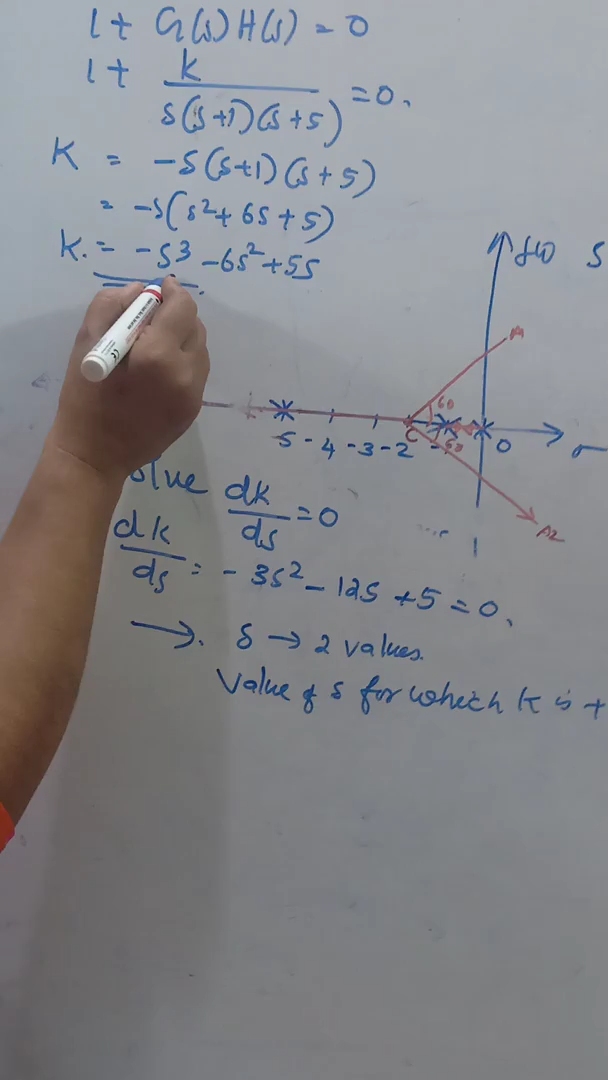 1 + G(s)H(s) = 0
1 + k / s(s+1)(s+5) = 0.
K = -s(s+1)(s+5)
= -s(s²+6s+5)
K. = -s3 -6s²+5s
jw S
A1
60
-5 -4 -3 -2 C 60 0 σ
A2
dk/ds = 0
dk/ds = -3s² - 12s + 5 = 0.
→. s → 2 values.
Value of s for which k is +